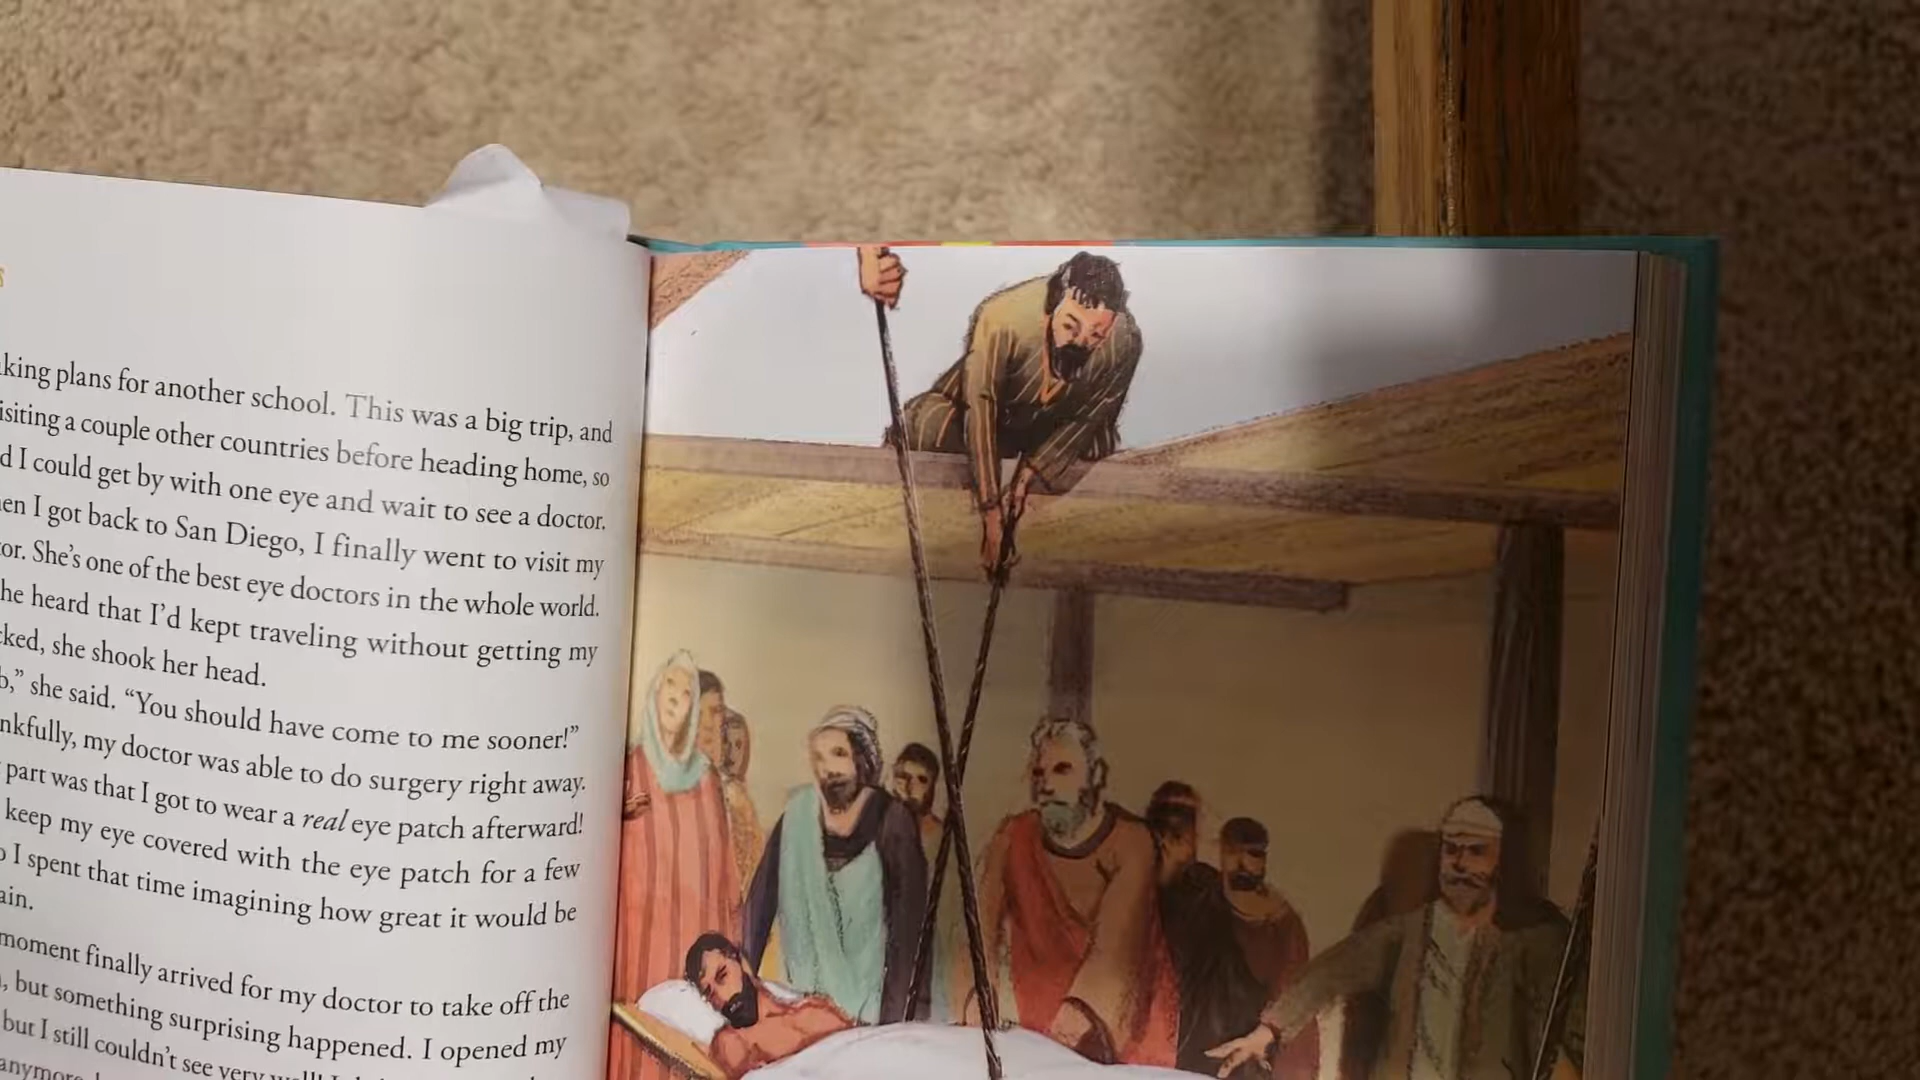 s
king plans for another school. This was a big trip, and
isiting a couple other countries before heading home, so
d I could get by with one eye and wait to see a doctor.
en I got back to San Diego, I finally went to visit my
or. She's one of the best eye doctors in the whole world.
he heard that I'd kept traveling without getting my
cked, she shook her head.
b,” she said. “You should have come to me sooner!”
nkfully, my doctor was able to do surgery right away.
part was that I got to wear a real eye patch afterward!
keep my eye covered with the eye patch for a few
o I spent that time imagining how great it would be
ain.
moment finally arrived for my doctor to take off the
, but something surprising happened. I opened my
but I still couldn't see very well! I
anymore